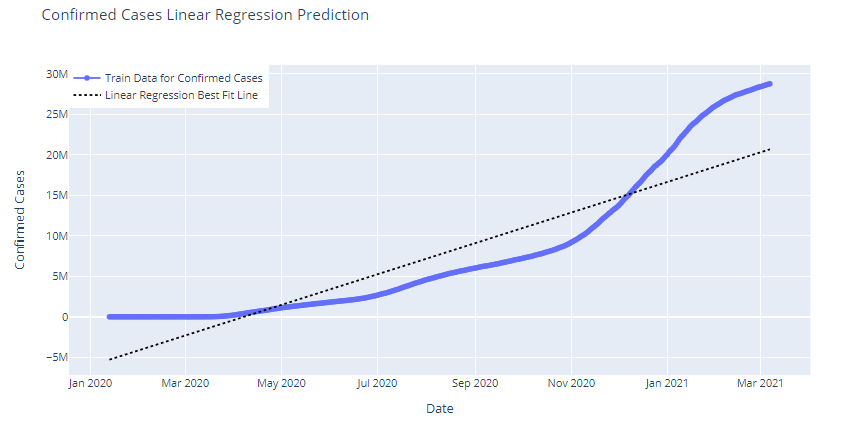 Confirmed Cases Linear Regression Prediction
Train Data for Confirmed Cases
Linear Regression Best Fit Line
30M
25M
20M
15M
10M
5M
0
−5M
Confirmed Cases
Jan 2020 Mar 2020 May 2020 Jul 2020 Sep 2020 Nov 2020 Jan 2021 Mar 2021
Date